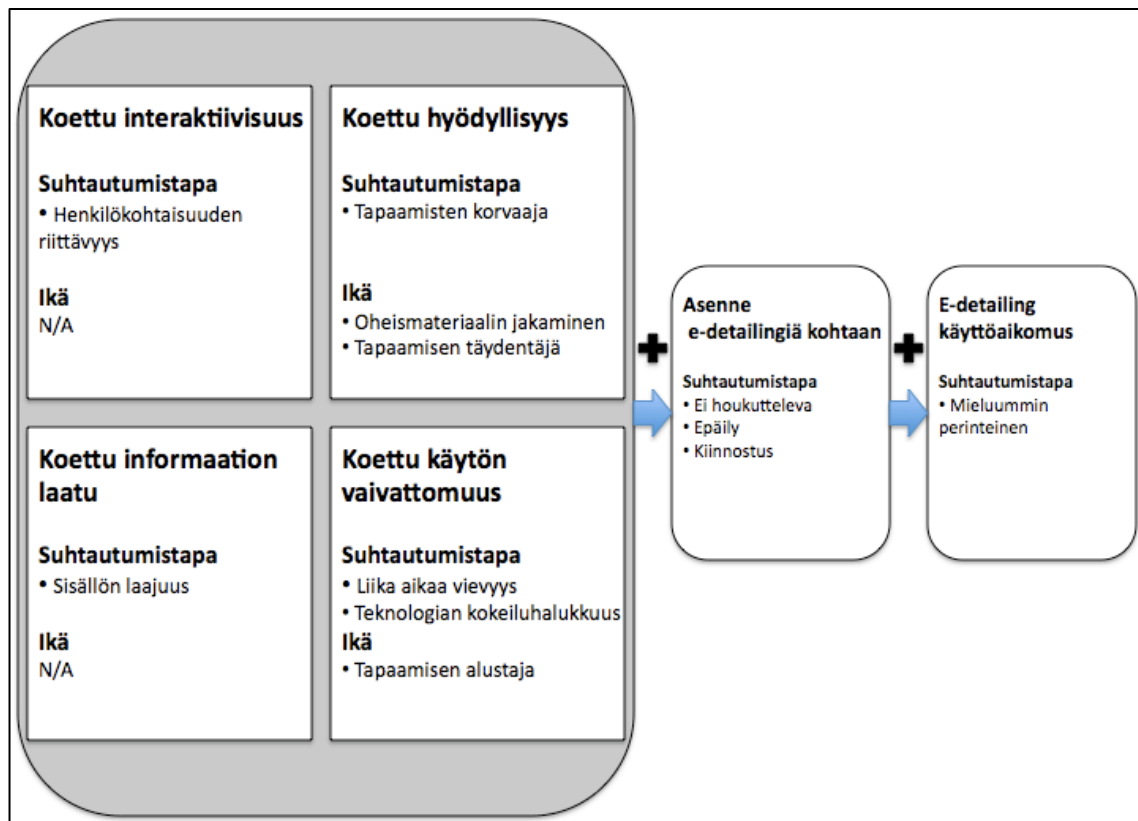 Koettu interaktiivisuus
Suhtautumistapa
• Henkilökohtaisuuden
riittävyys
Ikä
N/A
Koettu hyödyllisyys
Suhtautumistapa
• Tapaamisten korvaaja
Ikä
• Oheismateriaalin jakaminen
• Tapaamisen täydentäjä
Koettu informaation
laatu
Suhtautumistapa
• Sisällön laajuus
Ikä
N/A
Koettu käytön
vaivattomuus
Suhtautumistapa
• Liika aikaa vievyys
• Teknologian kokeiluhalukkuus
Ikä
• Tapaamisen alustaja
Asenne
e-detailingiä kohtaan
Suhtautumistapa
• Ei houkutteleva
• Epäily
• Kiinnostus
E-detailing
käyttöaikomus
Suhtautumistapa
• Mieluummin
perinteinen